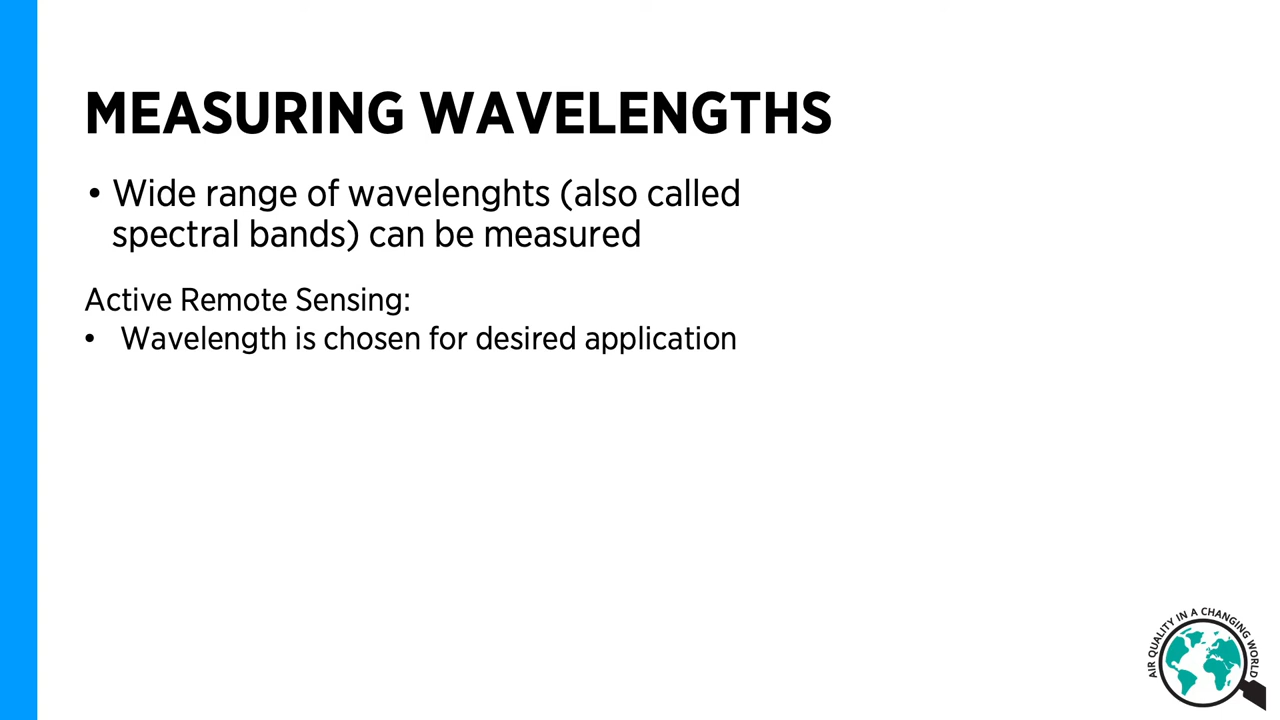 MEASURING WAVELENGTHS
• Wide range of wavelenghts (also called
spectral bands) can be measured
Active Remote Sensing:
• Wavelength is chosen for desired application
AIR QUALITY IN A CHANGING WORLD